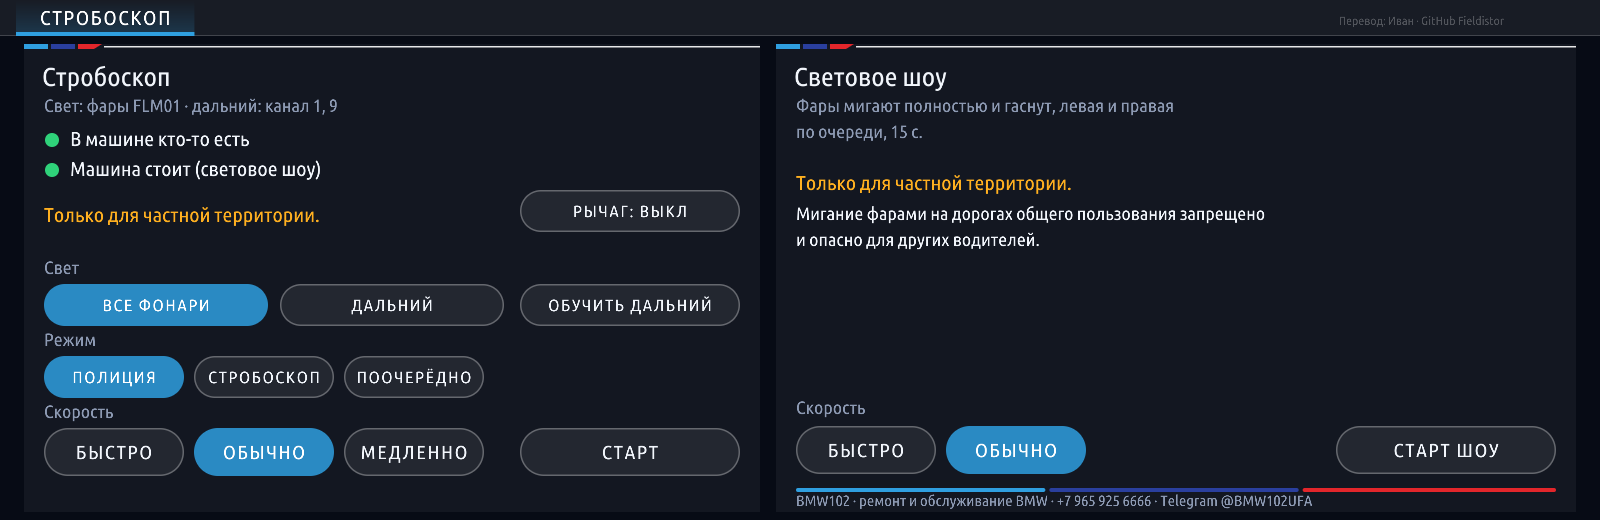 СТРОБОСКОП
Перевод: Иван · GitHub Fieldistor
Стробоскоп
Свет: фары FLM01 · дальний: канал 1, 9
В машине кто-то есть
Машина стоит (световое шоу)
Только для частной территории.
РЫЧАГ: ВЫКЛ
Свет
ВСЕ ФОНАРИ
ДАЛЬНИЙ
ОБУЧИТЬ ДАЛЬНИЙ
Режим
ПОЛИЦИЯ
СТРОБОСКОП
ПООЧЕРЁДНО
Скорость
БЫСТРО
ОБЫЧНО
МЕДЛЕННО
СТАРТ
Световое шоу
Фары мигают полностью и гаснут, левая и правая
по очереди, 15 с.
Только для частной территории.
Мигание фарами на дорогах общего пользования запрещено
и опасно для других водителей.
Скорость
БЫСТРО
ОБЫЧНО
СТАРТ ШОУ
BMW102 · ремонт и обслуживание BMW · +7 965 925 6666 · Telegram @BMW102UFA